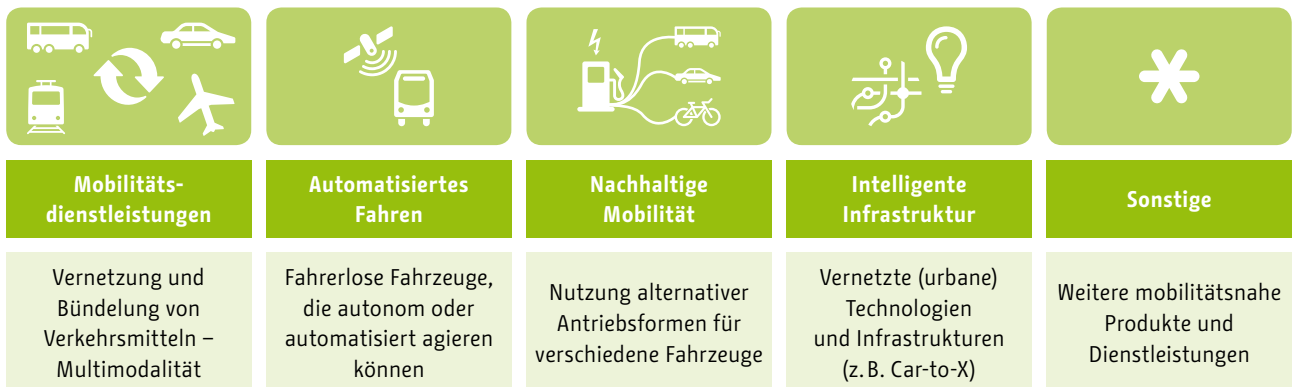 Mobilitäts-
dienstleistungen
Vernetzung und
Bündelung von
Verkehrsmitteln –
Multimodalität
Automatisiertes
Fahren
Fahrerlose Fahrzeuge,
die autonom oder
automatisiert agieren
können
Nachhaltige
Mobilität
Nutzung alternativer
Antriebsformen für
verschiedene Fahrzeuge
Intelligente
Infrastruktur
Vernetzte (urbane)
Technologien
und Infrastrukturen
(z. B. Car-to-X)
Sonstige
Weitere mobilitätsnahe
Produkte und
Dienstleistungen